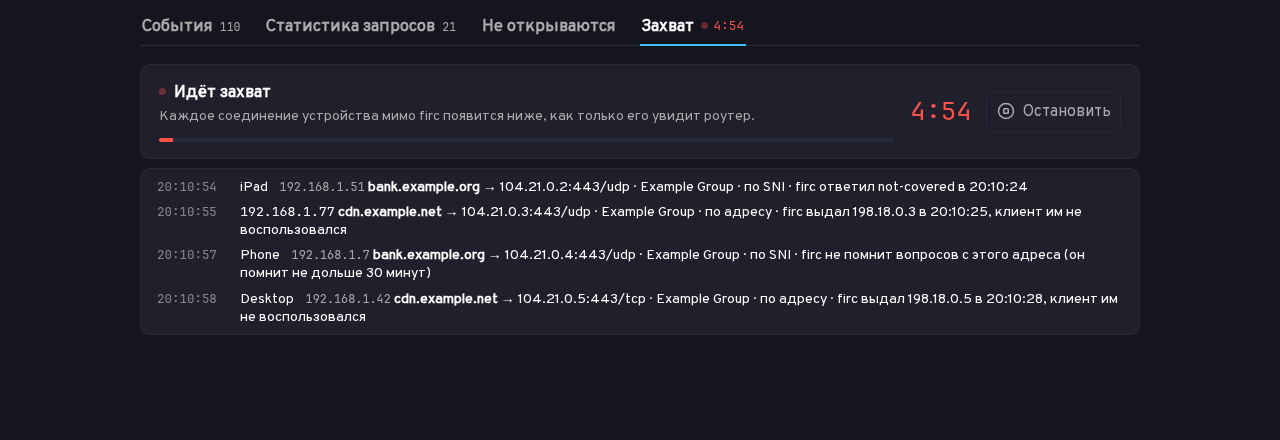 События 110 Статистика запросов 21 Не открываются Захват 4:54
Идёт захват
Каждое соединение устройства мимо firc появится ниже, как только его увидит роутер.
4:54 Остановить
20:10:54 iPad 192.168.1.51 bank.example.org → 104.21.0.2:443/udp · Example Group · по SNI · firc ответил not-covered в 20:10:24
20:10:55 192.168.1.77 cdn.example.net → 104.21.0.3:443/udp · Example Group · по адресу · firc выдал 198.18.0.3 в 20:10:25, клиент им не
воспользовался
20:10:57 Phone 192.168.1.7 bank.example.org → 104.21.0.4:443/udp · Example Group · по SNI · firc не помнит вопросов с этого адреса (он
помнит не дольше 30 минут)
20:10:58 Desktop 192.168.1.42 cdn.example.net → 104.21.0.5:443/tcp · Example Group · по адресу · firc выдал 198.18.0.5 в 20:10:28, клиент им
не воспользовался